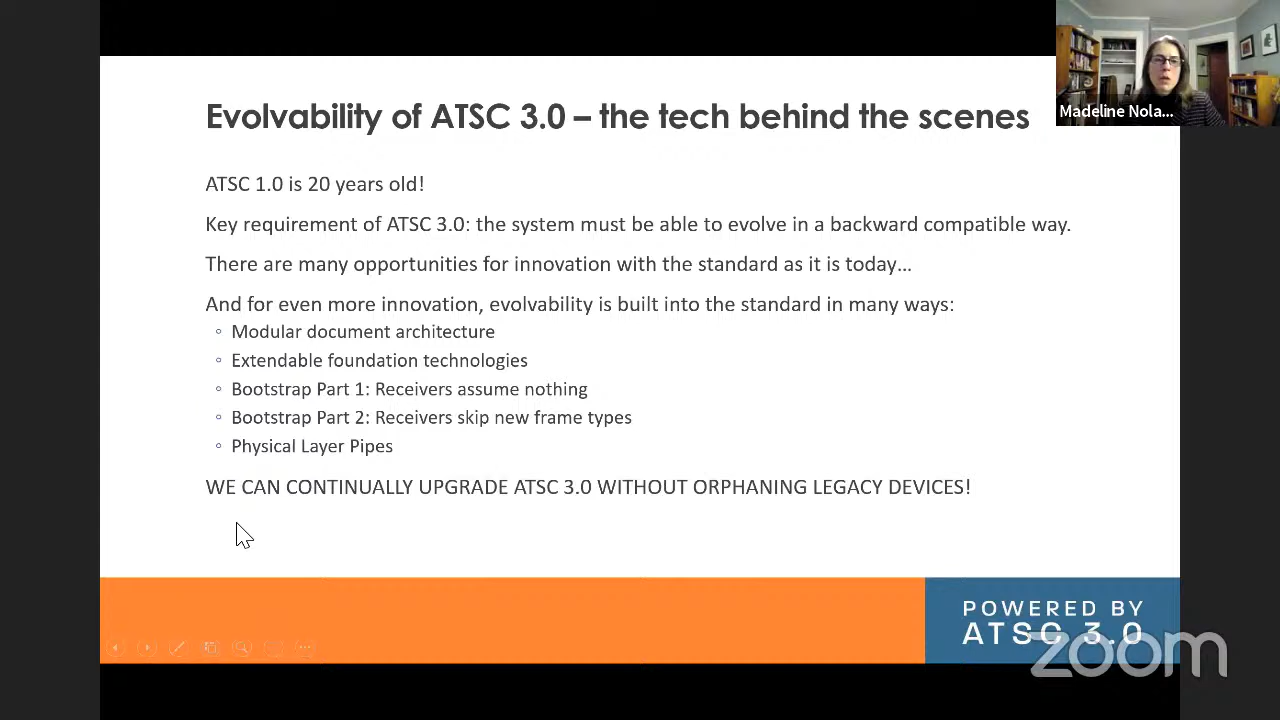 Evolvability of ATSC 3.0 – the tech behind the scenes
Madeline Nola...
ATSC 1.0 is 20 years old!
Key requirement of ATSC 3.0: the system must be able to evolve in a backward compatible way.
There are many opportunities for innovation with the standard as it is today…
And for even more innovation, evolvability is built into the standard in many ways:
◦ Modular document architecture
◦ Extendable foundation technologies
◦ Bootstrap Part 1: Receivers assume nothing
◦ Bootstrap Part 2: Receivers skip new frame types
◦ Physical Layer Pipes
WE CAN CONTINUALLY UPGRADE ATSC 3.0 WITHOUT ORPHANING LEGACY DEVICES!
POWERED BY
ATSC 3.0
zoom